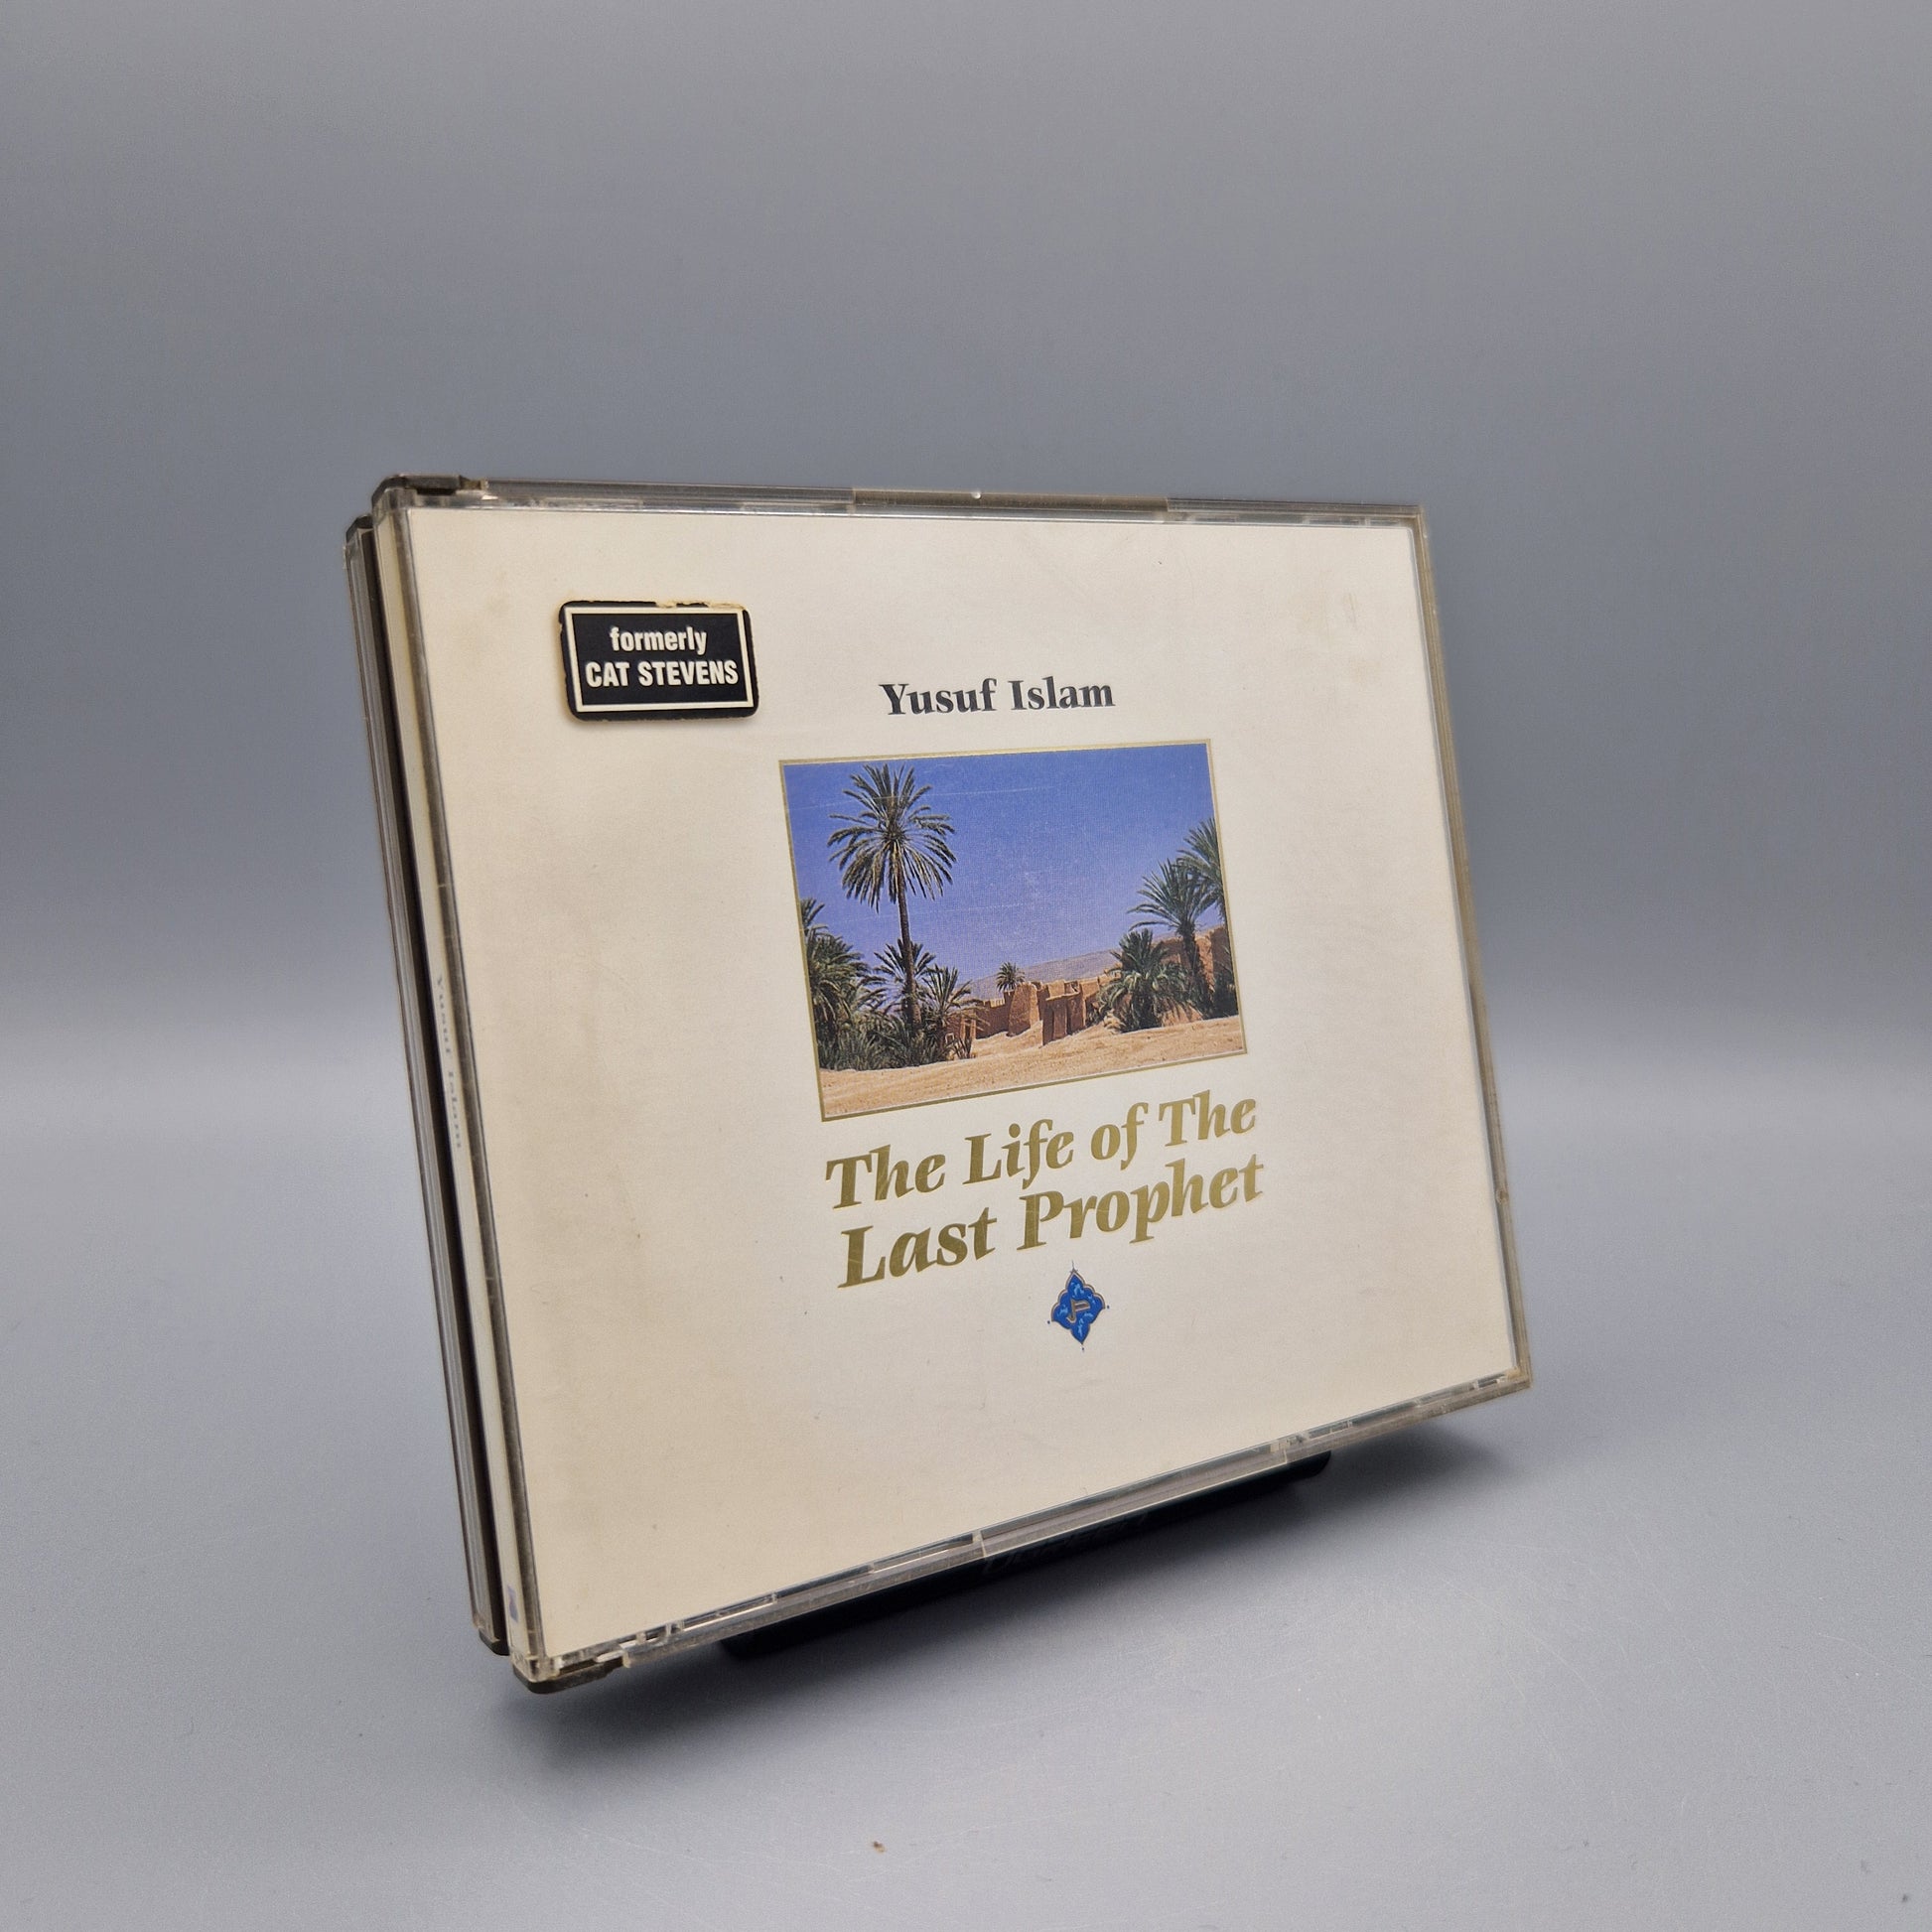 formerly
CAT STEVENS
Yusuf Islam
The Life of The
Last Prophet
Yusuf Islam